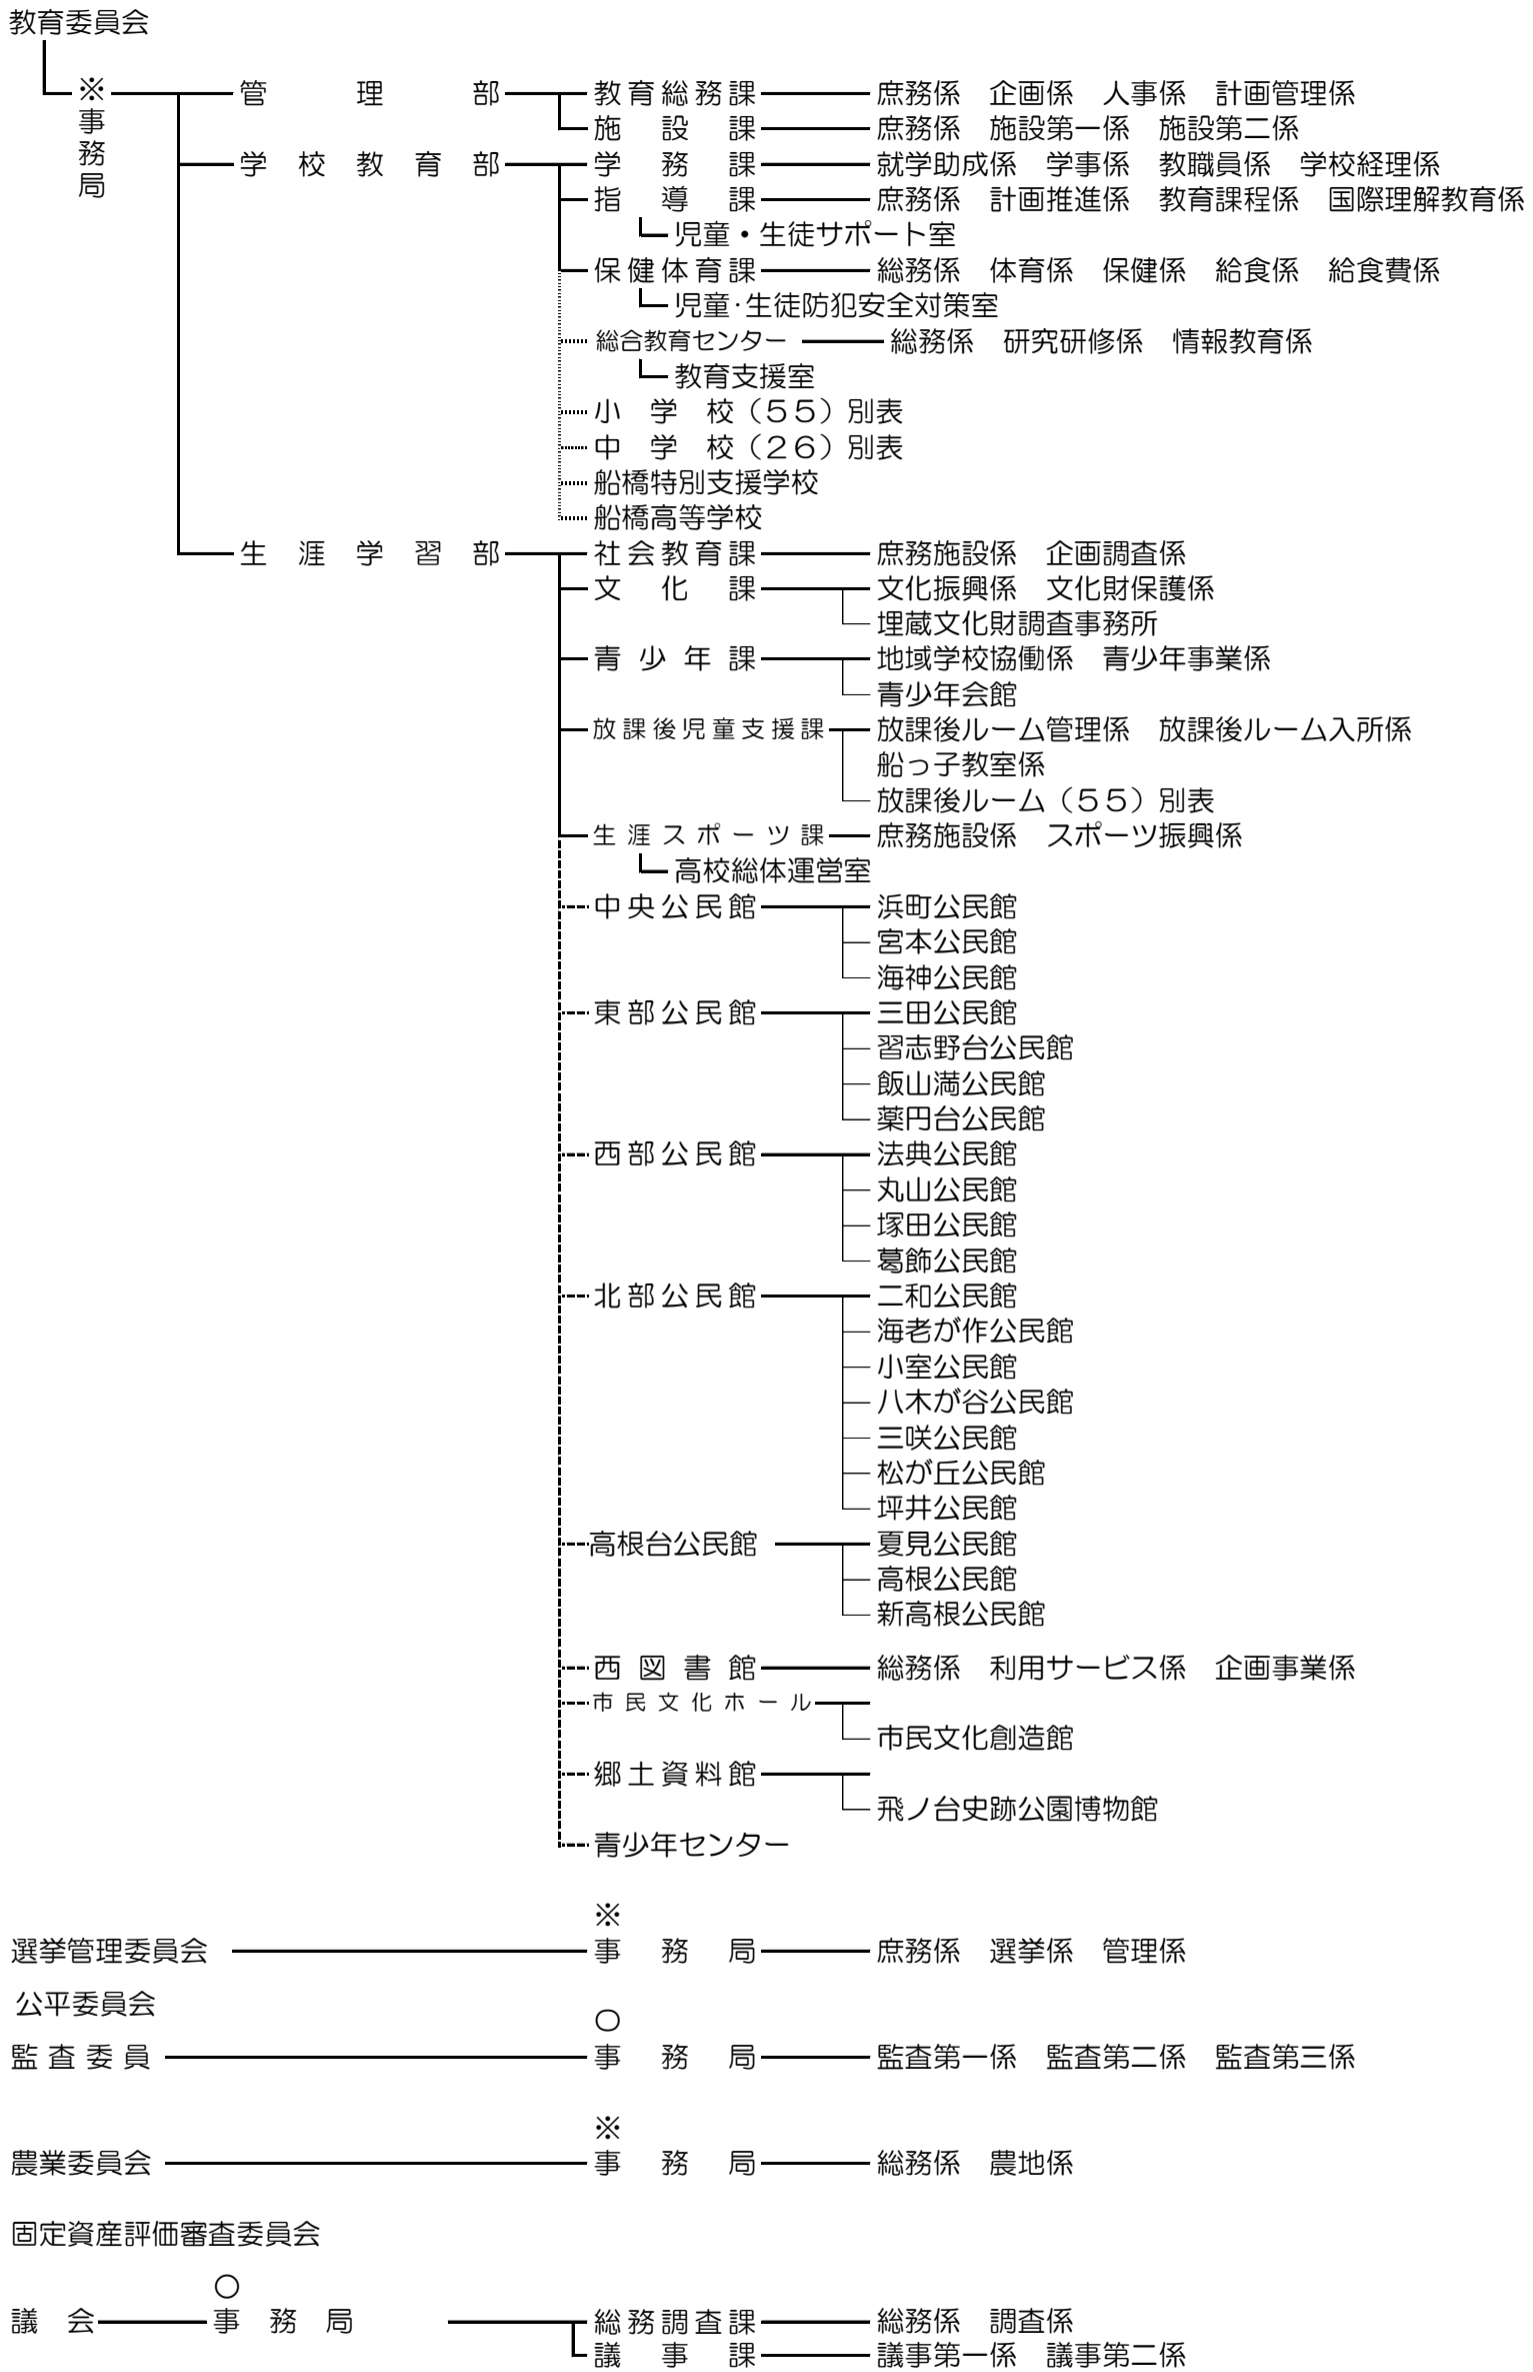 教育委員会
※事務局 管理部 教育総務課 庶務係 企画係 人事係 計画管理係
施設課 庶務係 施設第一係 施設第二係
学校教育部 学務課 就学助成係 学事係 教職員係 学校経理係
指導課 庶務係 計画推進係 教育課程係 国際理解教育係
児童・生徒サポート室
保健体育課 総務係 体育係 保健係 給食係 給食費係
児童・生徒防犯安全対策室
総合教育センター 総務係 研究研修係 情報教育係
教育支援室
小学校（５５）別表
中学校（２６）別表
船橋特別支援学校
船橋高等学校
生涯学習部 社会教育課 庶務施設係 企画調査係
文化課 文化振興係 文化財保護係
埋蔵文化財調査事務所
青少年課 地域学校協働係 青少年事業係
青少年会館
放課後児童支援課 放課後ルーム管理係 放課後ルーム入所係
船っ子教室係
放課後ルーム（５５）別表
生涯スポーツ課 庶務施設係 スポーツ振興係
高校総体運営室
中央公民館 浜町公民館
宮本公民館
海神公民館
東部公民館 三田公民館
習志野台公民館
飯山満公民館
薬円台公民館
西部公民館 法典公民館
丸山公民館
塚田公民館
葛飾公民館
北部公民館 二和公民館
海老が作公民館
小室公民館
八木が谷公民館
三咲公民館
松が丘公民館
坪井公民館
高根台公民館 夏見公民館
高根公民館
新高根公民館
西図書館 総務係 利用サービス係 企画事業係
市民文化ホール
市民文化創造館
郷土資料館
飛ノ台史跡公園博物館
青少年センター
※
選挙管理委員会 事務局 庶務係 選挙係 管理係
公平委員会
○
監査委員 事務局 監査第一係 監査第二係 監査第三係
※
農業委員会 事務局 総務係 農地係
固定資産評価審査委員会
○
議会 事務局 総務調査課 総務係 調査係
議事課 議事第一係 議事第二係